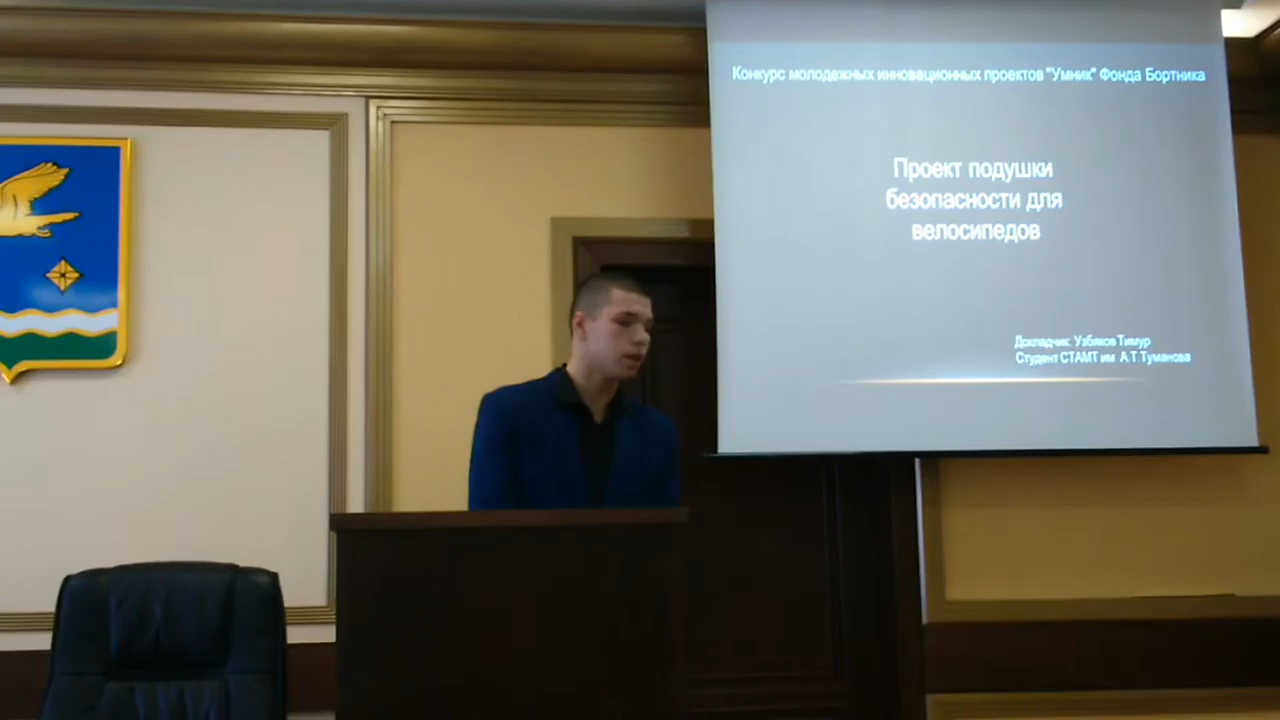 Конкурс молодежных инновационных проектов "Умник" Фонда Бортника
Проект подушки
безопасности для
велосипедов
Докладчик: Узбяков Тимур
Студент СТАМТ им А.Т.Туманова